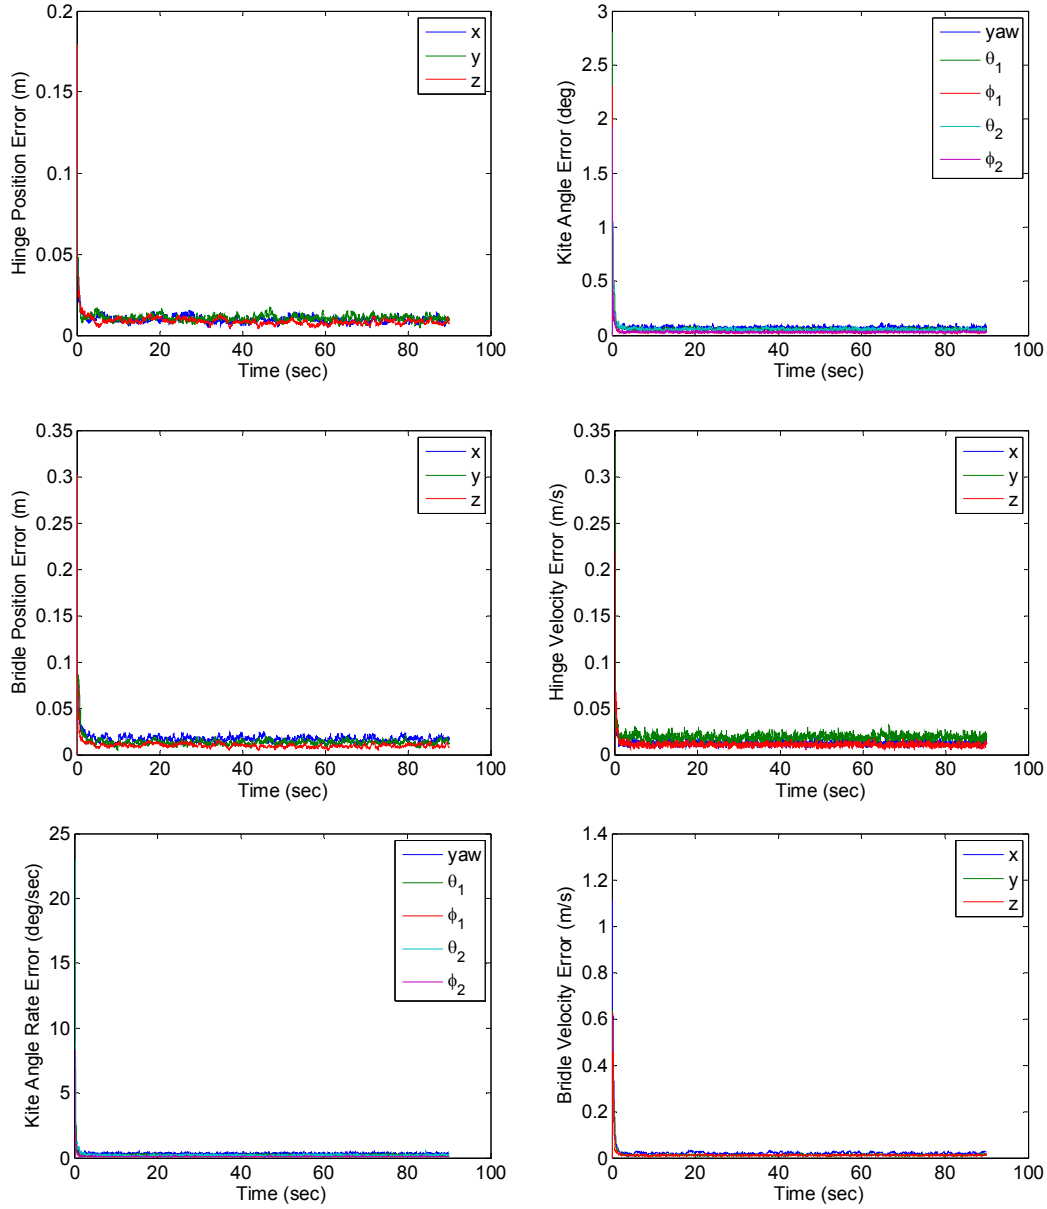 Hinge Position Error (m)
0.2
0.15
0.1
0.05
0
0 20 40 60 80 100
Time (sec)
x
y
z
Kite Angle Error (deg)
3
2.5
2
1.5
1
0.5
0
0 20 40 60 80 100
Time (sec)
yaw
θ1
ϕ1
θ2
ϕ2
Bridle Position Error (m)
0.35
0.3
0.25
0.2
0.15
0.1
0.05
0
0 20 40 60 80 100
Time (sec)
x
y
z
Hinge Velocity Error (m/s)
0.35
0.3
0.25
0.2
0.15
0.1
0.05
0
0 20 40 60 80 100
Time (sec)
x
y
z
Kite Angle Rate Error (deg/sec)
25
20
15
10
5
0
0 20 40 60 80 100
Time (sec)
yaw
θ1
ϕ1
θ2
ϕ2
Bridle Velocity Error (m/s)
1.4
1.2
1
0.8
0.6
0.4
0.2
0
0 20 40 60 80 100
Time (sec)
x
y
z